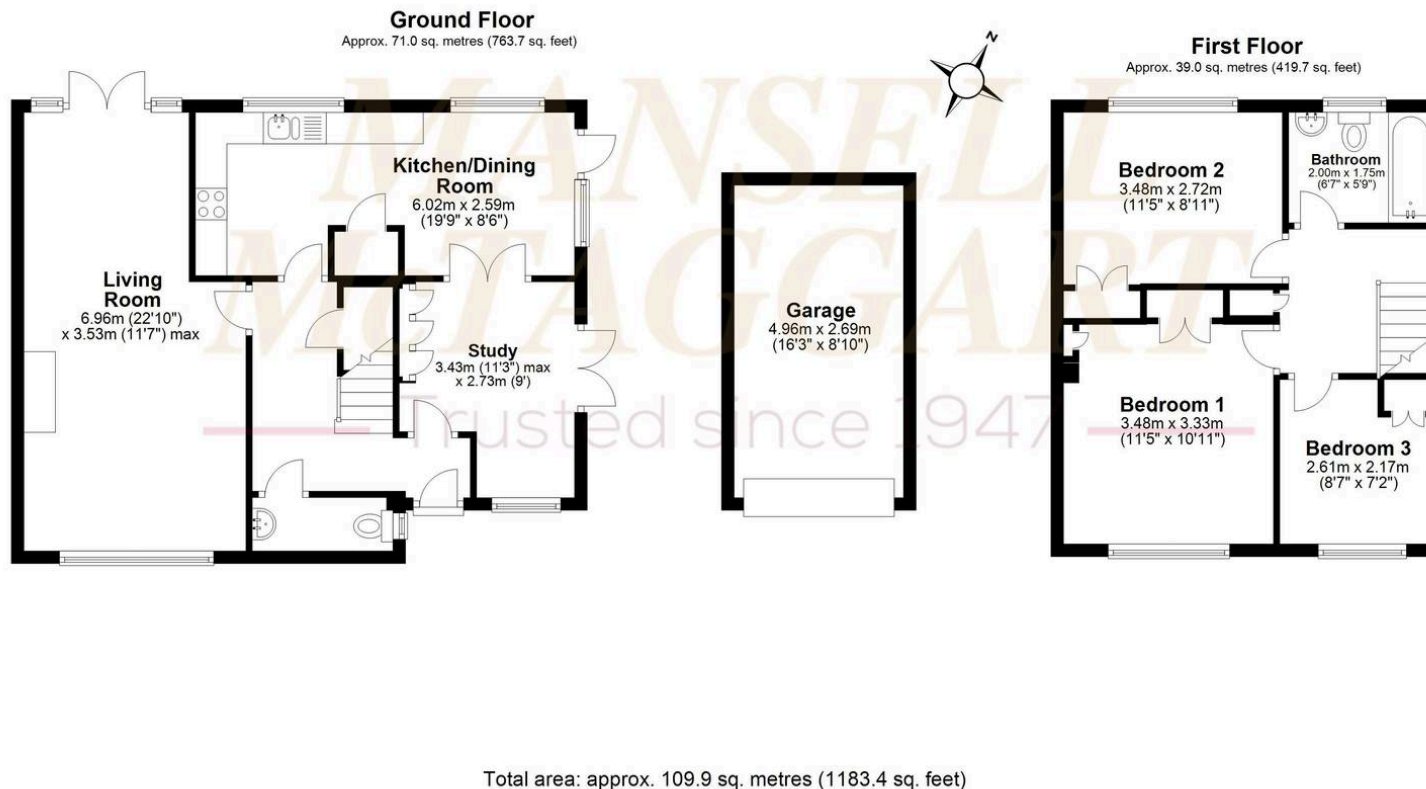 Ground Floor
Approx. 71.0 sq. metres (763.7 sq. feet)
N
First Floor
Approx. 39.0 sq. metres (419.7 sq. feet)
MANSELL
McTAGGART
Trusted since 1947
Kitchen/Dining
Room
6.02m x 2.59m
(19'9" x 8'6")
Living
Room
6.96m (22'10")
x 3.53m (11'7") max
Study
3.43m (11'3") max
x 2.73m (9')
Garage
4.96m x 2.69m
(16'3" x 8'10")
Bedroom 2
3.48m x 2.72m
(11'5" x 8'11")
Bathroom
2.00m x 1.75m
(6'7" x 5'9")
Bedroom 1
3.48m x 3.33m
(11'5" x 10'11")
Bedroom 3
2.61m x 2.17m
(8'7" x 7'2")
Total area: approx. 109.9 sq. metres (1183.4 sq. feet)